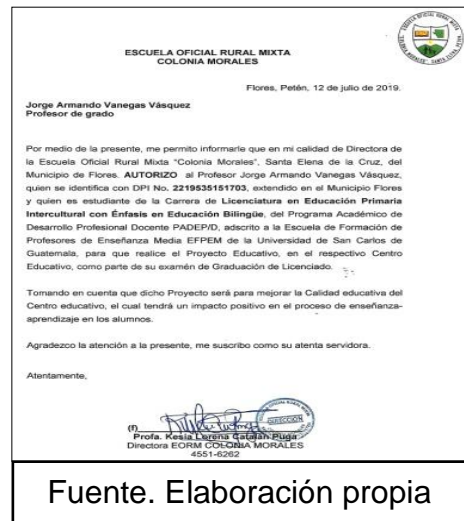 ESCUELA OFICIAL RURAL MIXTA
COLONIA MORALES
Flores, Petén, 12 de julio de 2019.
Jorge Armando Vanegas Vásquez
Profesor de grado
Por medio de la presente, me permito informarle que en mi calidad de Directora de
la Escuela Oficial Rural Mixta "Colonia Morales", Santa Elena de la Cruz, del
Municipio de Flores. AUTORIZO al Profesor Jorge Armando Vanegas Vásquez,
quien se identifica con DPI No. 2219535151703, extendido en el Municipio Flores
y quien es estudiante de la Carrera de Licenciatura en Educación Primaria
Intercultural con Énfasis en Educación Bilingüe, del Programa Académico de
Desarrollo Profesional Docente PADEP/D, adscrito a la Escuela de Formación de
Profesores de Enseñanza Media EFPEM de la Universidad de San Carlos de
Guatemala, para que realice el Proyecto Educativo, en el respectivo Centro
Educativo, como parte de su examén de Graduación de Licenciado.
Tomando en cuenta que dicho Proyecto será para mejorar la Calidad educativa del
Centro educativo, el cual tendrá un impacto positivo en el proceso de enseñanza-
aprendizaje en los alumnos.
Agradezco la atención a la presente, me suscribo como su atenta servidora.
Atentamente,
(f)
DIRECCIÓN
Profa. Kesia Lorena Catalán Puga
Directora EORM COLONIA MORALES
4551-6262
Fuente. Elaboración propia